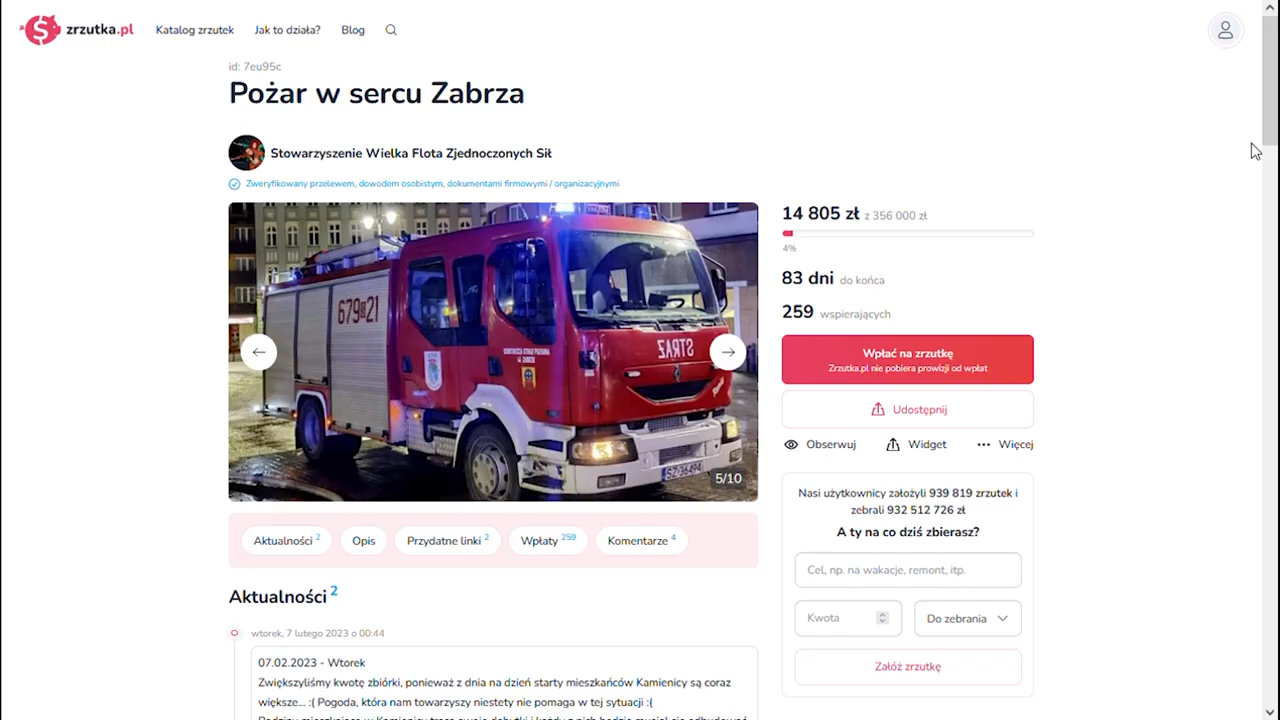 zrzutka.pl
Katalog zrzutek
Jak to działa?
Blog
id: 7eu95c
Pożar w sercu Zabrza
Stowarzyszenie Wielka Flota Zjednoczonych Sił
Zweryfikowany przelewem, dowodem osobistym, dokumentami firmowymi / organizacyjnymi
679S21
STRAŻ
SZ·36494
5/10
14 805 zł z 356 000 zł
4%
83 dni do końca
259 wspierających
Wpłać na zrzutkę
Zrzutka.pl nie pobiera prowizji od wpłat
Udostępnij
Obserwuj
Widget
Więcej
Nasi użytkownicy założyli 939 819 zrzutek i
zebrali 932 512 726 zł
A ty na co dziś zbierasz?
Cel, np. na wakacje, remont, itp.
Kwota
Do zebrania
Załóż zrzutkę
Aktualności 2
Opis
Przydatne linki 2
Wpłaty 259
Komentarze 4
Aktualności 2
wtorek, 7 lutego 2023 o 00:44
07.02.2023 - Wtorek
Zwiększyliśmy kwotę zbiórki, ponieważ z dnia na dzień starty mieszkańców Kamienicy są coraz
większe... :( Pogoda, która nam towarzyszy niestety nie pomaga w tej sytuacji :(